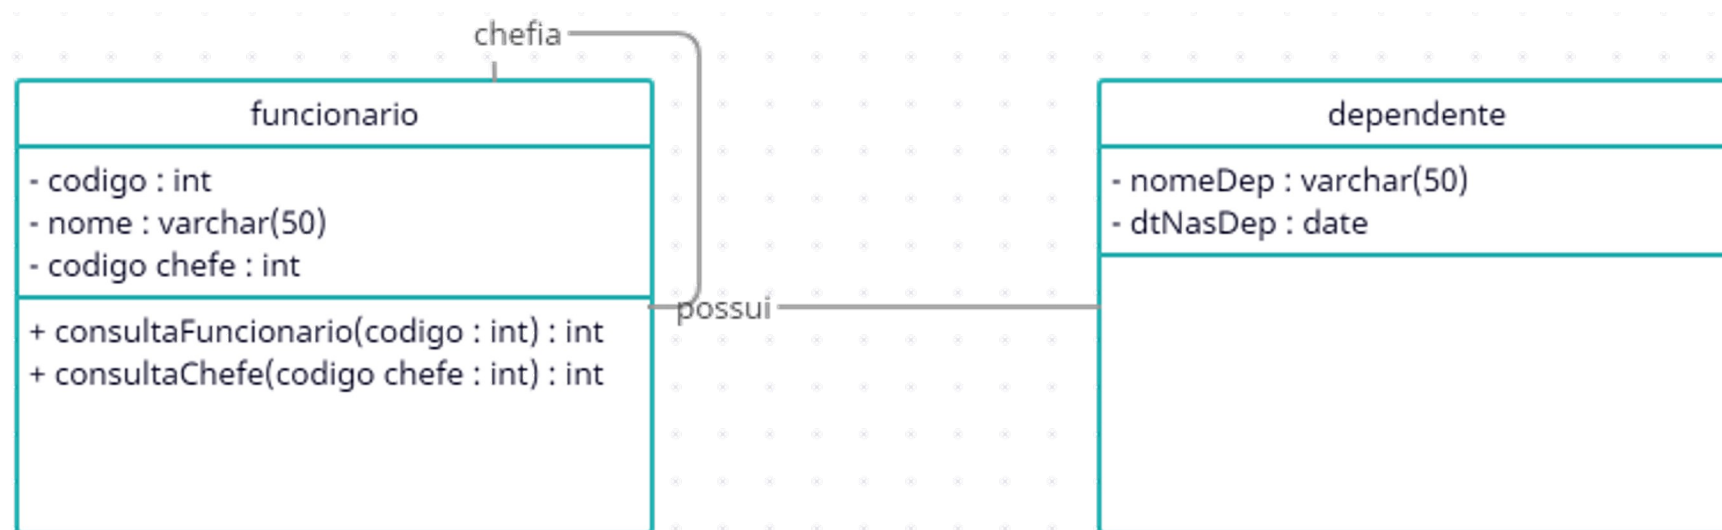 chefia
funcionario
- codigo : int
- nome : varchar(50)
- codigo chefe : int
+ consultaFuncionario(codigo : int) : int
+ consultaChefe(codigo chefe : int) : int
possui
dependente
- nomeDep : varchar(50)
- dtNasDep : date